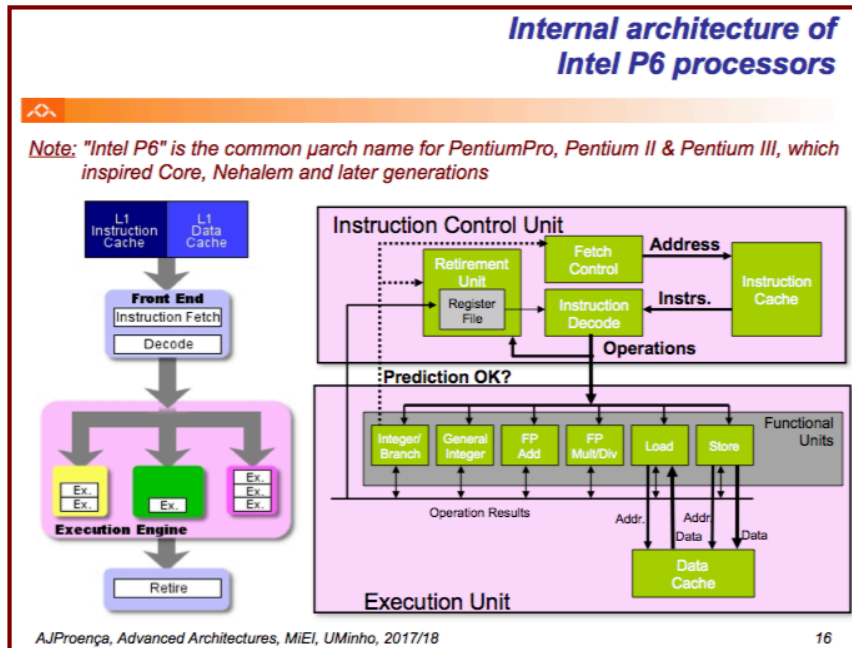 Internal architecture of
Intel P6 processors
Note: "Intel P6" is the common µarch name for PentiumPro, Pentium II & Pentium III, which
inspired Core, Nehalem and later generations
L1
Instruction
Cache
L1
Data
Cache
Front End
Instruction Fetch
Decode
Ex.
Ex.
Ex.
Ex.
Ex.
Ex.
Execution Engine
Retire
Instruction Control Unit
Retirement
Unit
Register
File
Fetch
Control
Address
Instruction
Decode
Instrs.
Instruction
Cache
Operations
Prediction OK?
Functional
Units
Integer/
Branch
General
Integer
FP
Add
FP
Mult/Div
Load
Store
Operation Results
Addr.
Addr.
Data
Data
Data
Cache
Execution Unit
AJProença, Advanced Architectures, MiEI, UMinho, 2017/18
16